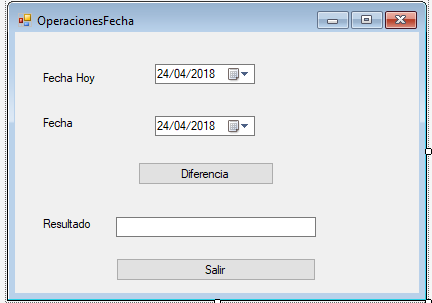 OperacionesFecha
Fecha Hoy 24/04/2018
Fecha 24/04/2018
Diferencia
Resultado
Salir